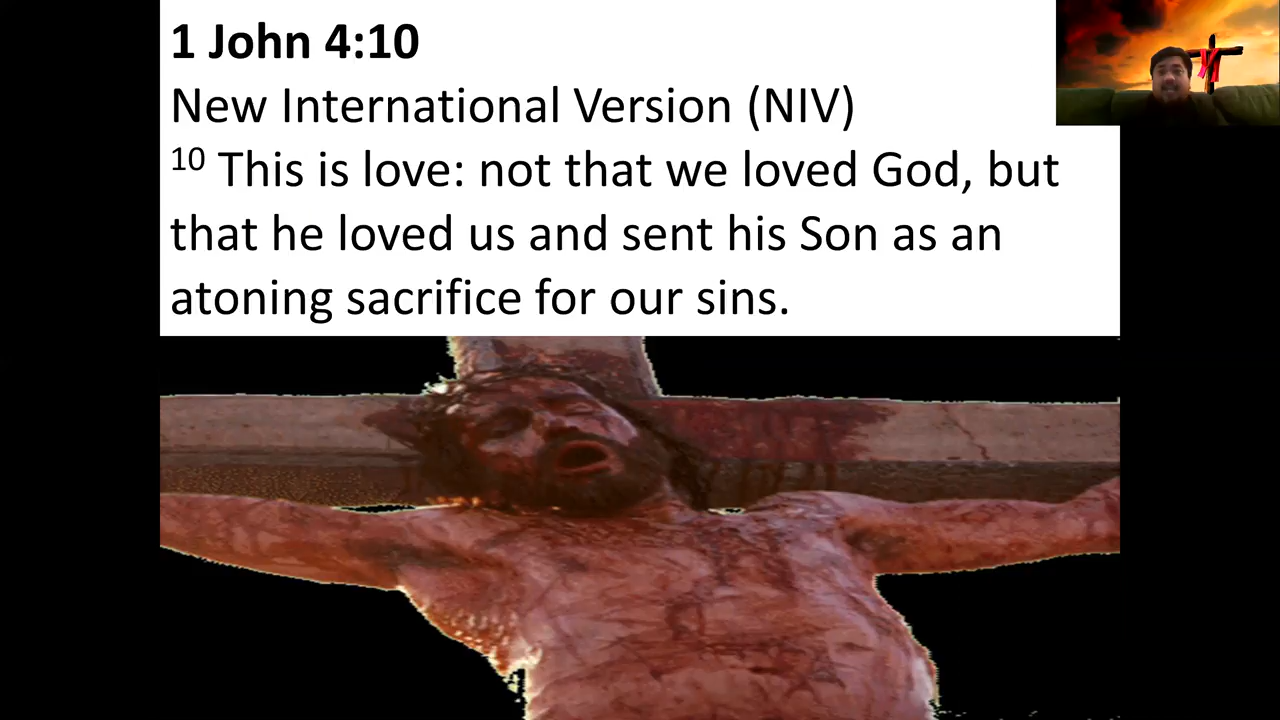 1 John 4:10
New International Version (NIV)
10 This is love: not that we loved God, but
that he loved us and sent his Son as an
atoning sacrifice for our sins.